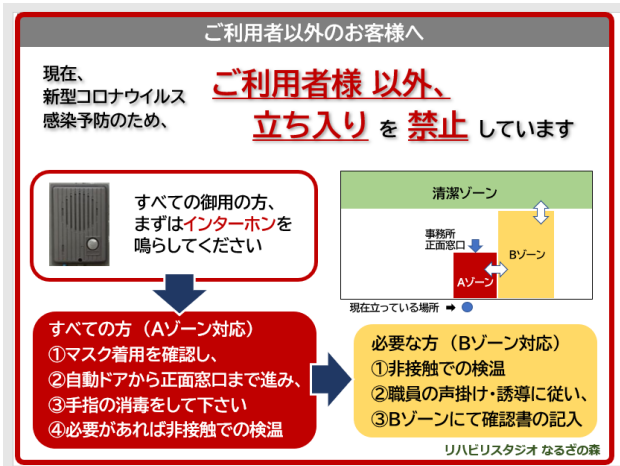 ご利用者以外のお客様へ
現在、
新型コロナウイルス
感染予防のため、
ご利用者様 以外、
立ち入り を 禁止 しています
すべての御用の方、
まずはインターホンを
鳴らしてください
清潔ゾーン
事務所
正面窓口
Bゾーン
Aゾーン
現在立っている場所 ➡
すべての方（Aゾーン対応）
①マスク着用を確認し、
②自動ドアから正面窓口まで進み、
③手指の消毒をして下さい
④必要があれば非接触での検温
必要な方（Bゾーン対応）
①非接触での検温
②職員の声掛け・誘導に従い、
③Bゾーンにて確認書の記入
リハビリスタジオ なるざの森